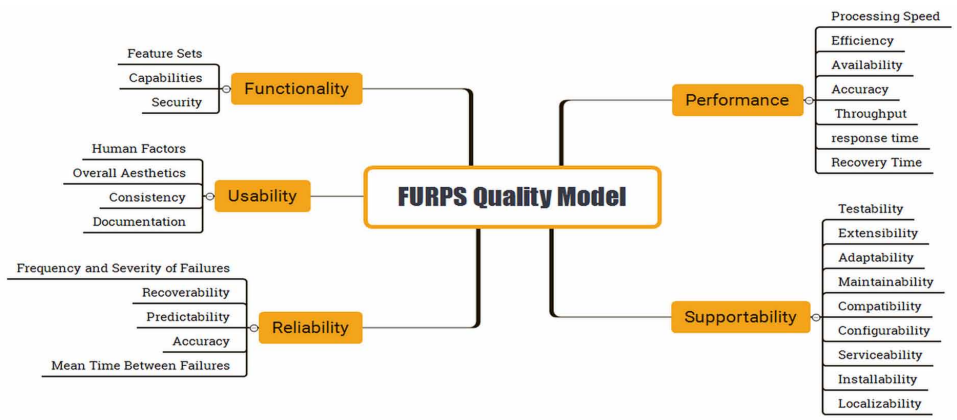 FURPS Quality Model
Functionality
Feature Sets
Capabilities
Security
Usability
Human Factors
Overall Aesthetics
Consistency
Documentation
Reliability
Frequency and Severity of Failures
Recoverability
Predictability
Accuracy
Mean Time Between Failures
Performance
Processing Speed
Efficiency
Availability
Accuracy
Throughput
response time
Recovery Time
Supportability
Testability
Extensibility
Adaptability
Maintainability
Compatibility
Configurability
Serviceability
Installability
Localizability